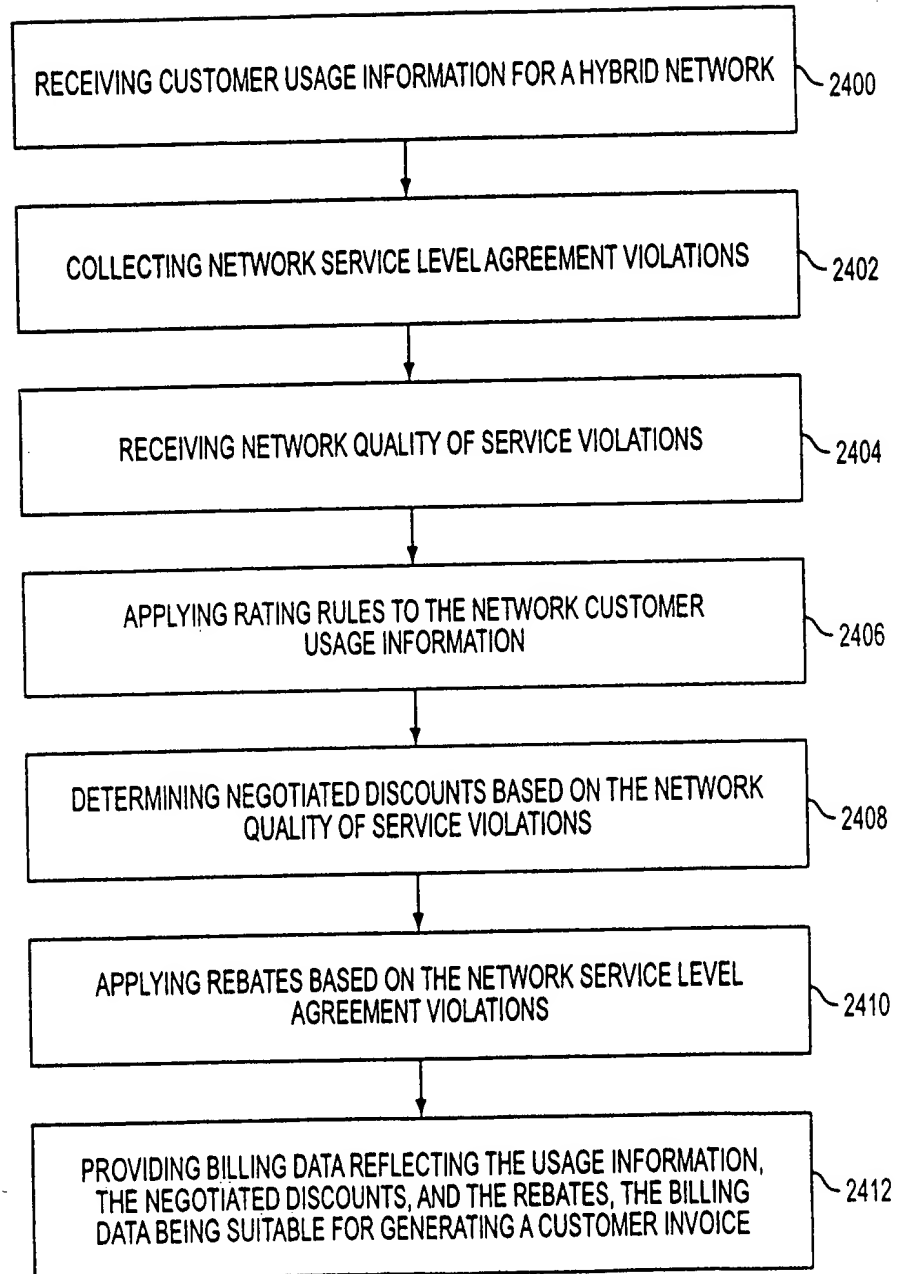 RECEIVING CUSTOMER USAGE INFORMATION FOR A HYBRID NETWORK
2400
COLLECTING NETWORK SERVICE LEVEL AGREEMENT VIOLATIONS
2402
RECEIVING NETWORK QUALITY OF SERVICE VIOLATIONS
2404
APPLYING RATING RULES TO THE NETWORK CUSTOMER
USAGE INFORMATION
2406
DETERMINING NEGOTIATED DISCOUNTS BASED ON THE NETWORK
QUALITY OF SERVICE VIOLATIONS
2408
APPLYING REBATES BASED ON THE NETWORK SERVICE LEVEL
AGREEMENT VIOLATIONS
2410
PROVIDING BILLING DATA REFLECTING THE USAGE INFORMATION,
THE NEGOTIATED DISCOUNTS, AND THE REBATES, THE BILLING
DATA BEING SUITABLE FOR GENERATING A CUSTOMER INVOICE
2412